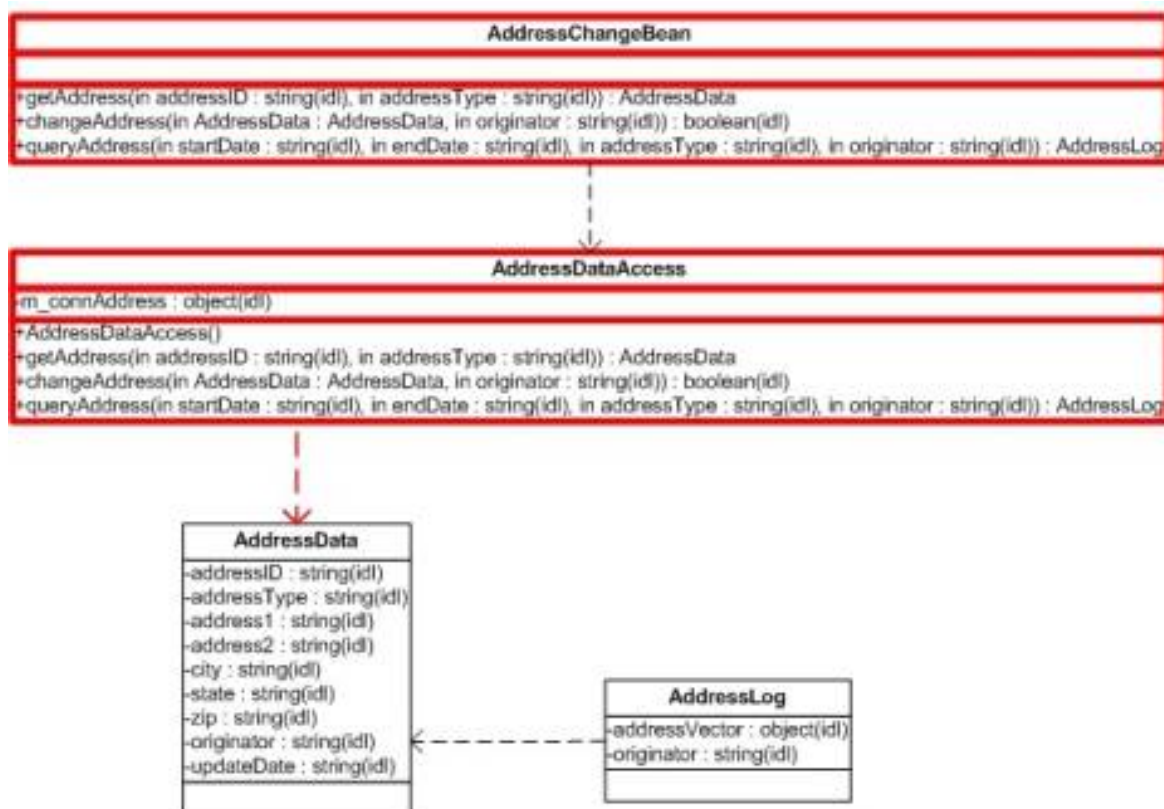 AddressChangeBean
+getAddress(in addressID : string(idl), in addressType : string(idl)) : AddressData
+changeAddress(in AddressData : AddressData, in originator : string(idl)) : boolean(idl)
+queryAddress(in startDate : string(idl), in endDate : string(idl), in addressType : string(idl), in originator : string(idl)) : AddressLog
AddressDataAccess
-m_connAddress : object(idl)
+AddressDataAccess()
+getAddress(in addressID : string(idl), in addressType : string(idl)) : AddressData
+changeAddress(in AddressData : AddressData, in originator : string(idl)) : boolean(idl)
+queryAddress(in startDate : string(idl), in endDate : string(idl), in addressType : string(idl), in originator : string(idl)) : AddressLog
AddressData
-addressID : string(idl)
-addressType : string(idl)
-address1 : string(idl)
-address2 : string(idl)
-city : string(idl)
-state : string(idl)
-zip : string(idl)
-originator : string(idl)
-updateDate : string(idl)
AddressLog
-addressVector : object(idl)
-originator : string(idl)